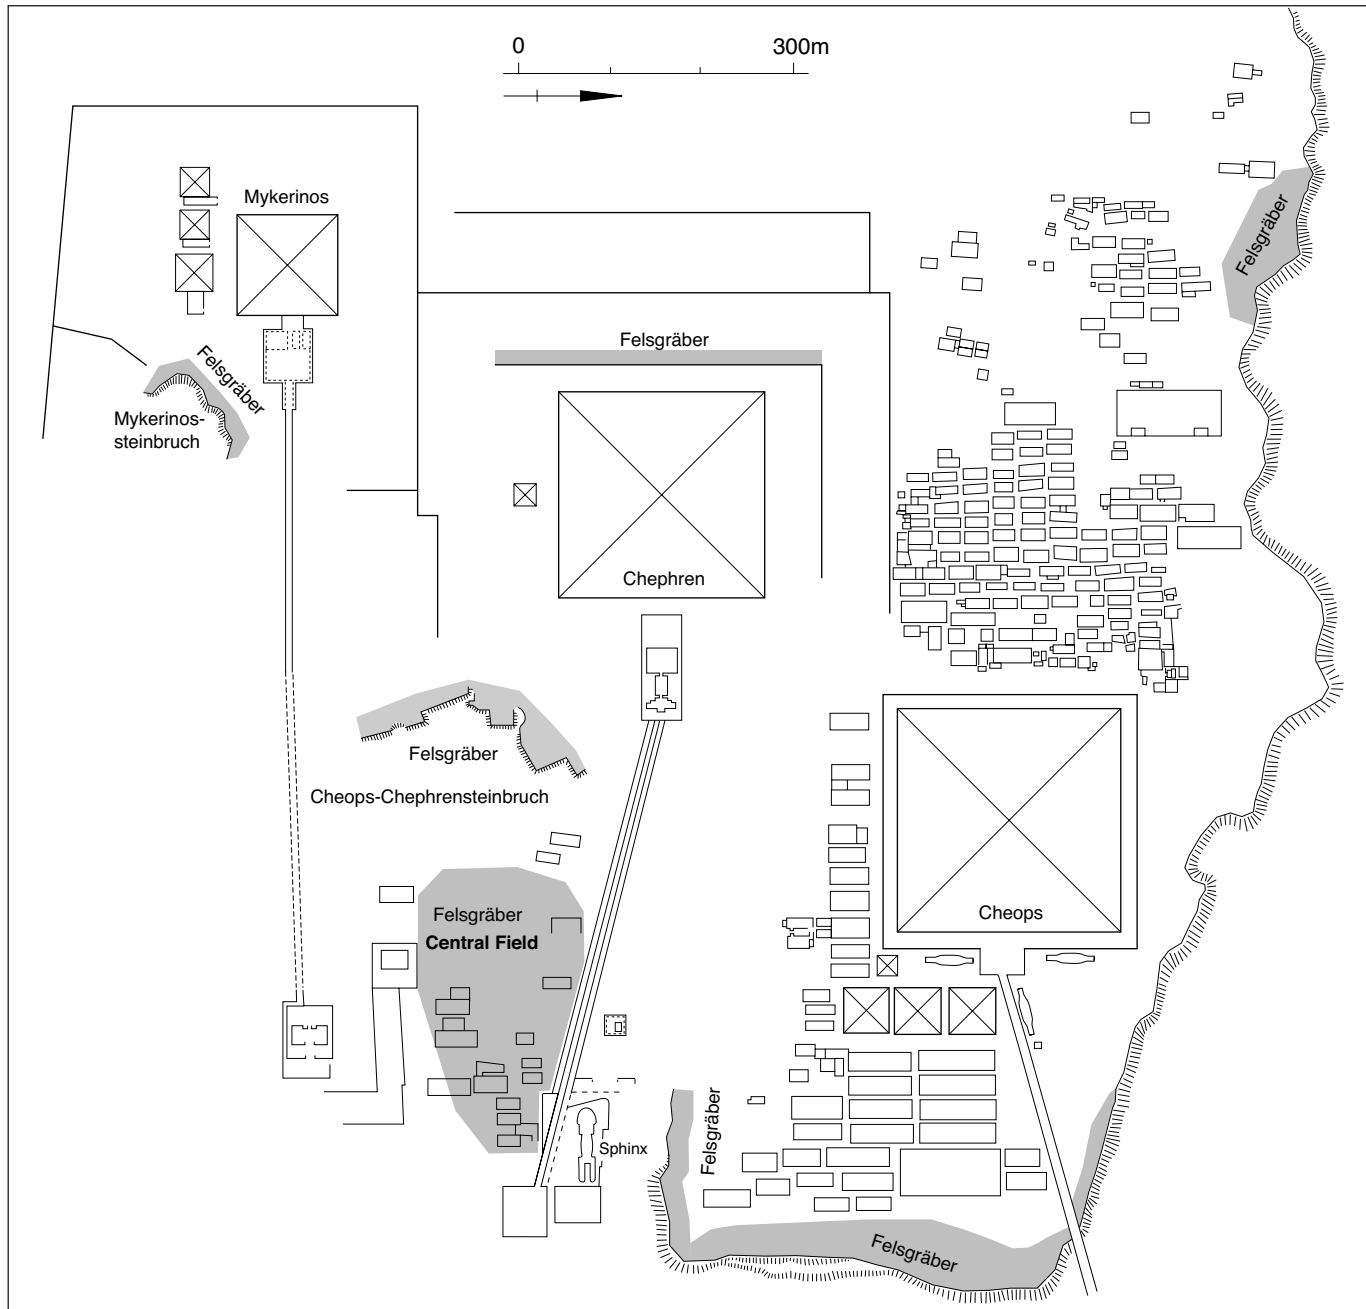 0 300m
Mykerinos
Felsgräber
Felsgräber
Felsgräber
Mykerinos-
steinbruch
Chephren
Felsgräber
Cheops-Chephrensteinbruch
Felsgräber
Central Field
Cheops
Sphinx
Felsgräber
Felsgräber